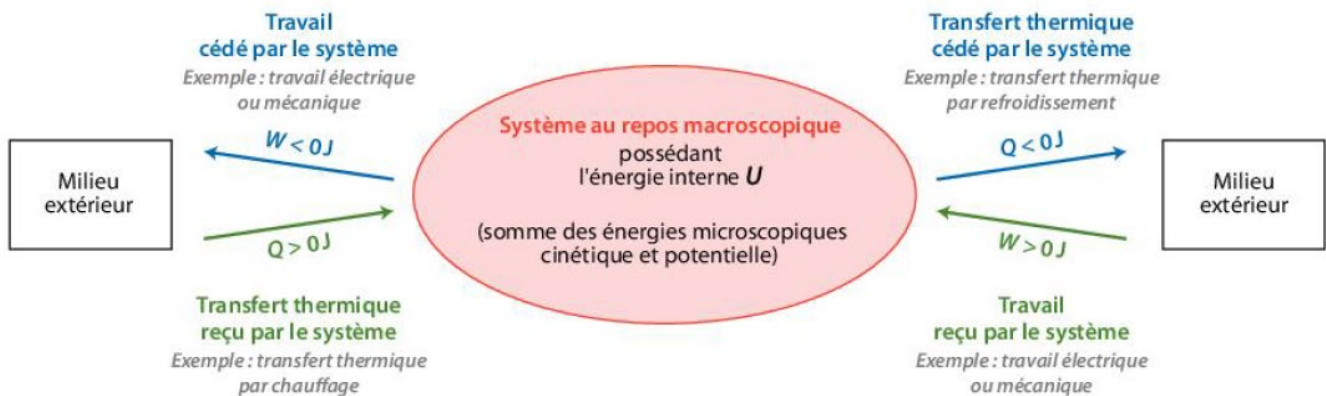 Travail
cédé par le système
Exemple : travail électrique
ou mécanique
Transfert thermique
cédé par le système
Exemple : transfert thermique
par refroidissement
Système au repos macroscopique
possédant
l'énergie interne U
(somme des énergies microscopiques
cinétique et potentielle)
Milieu
extérieur
W < 0 J
Q > 0 J
Q < 0 J
W > 0 J
Milieu
extérieur
Transfert thermique
reçu par le système
Exemple : transfert thermique
par chauffage
Travail
reçu par le système
Exemple : travail électrique
ou mécanique